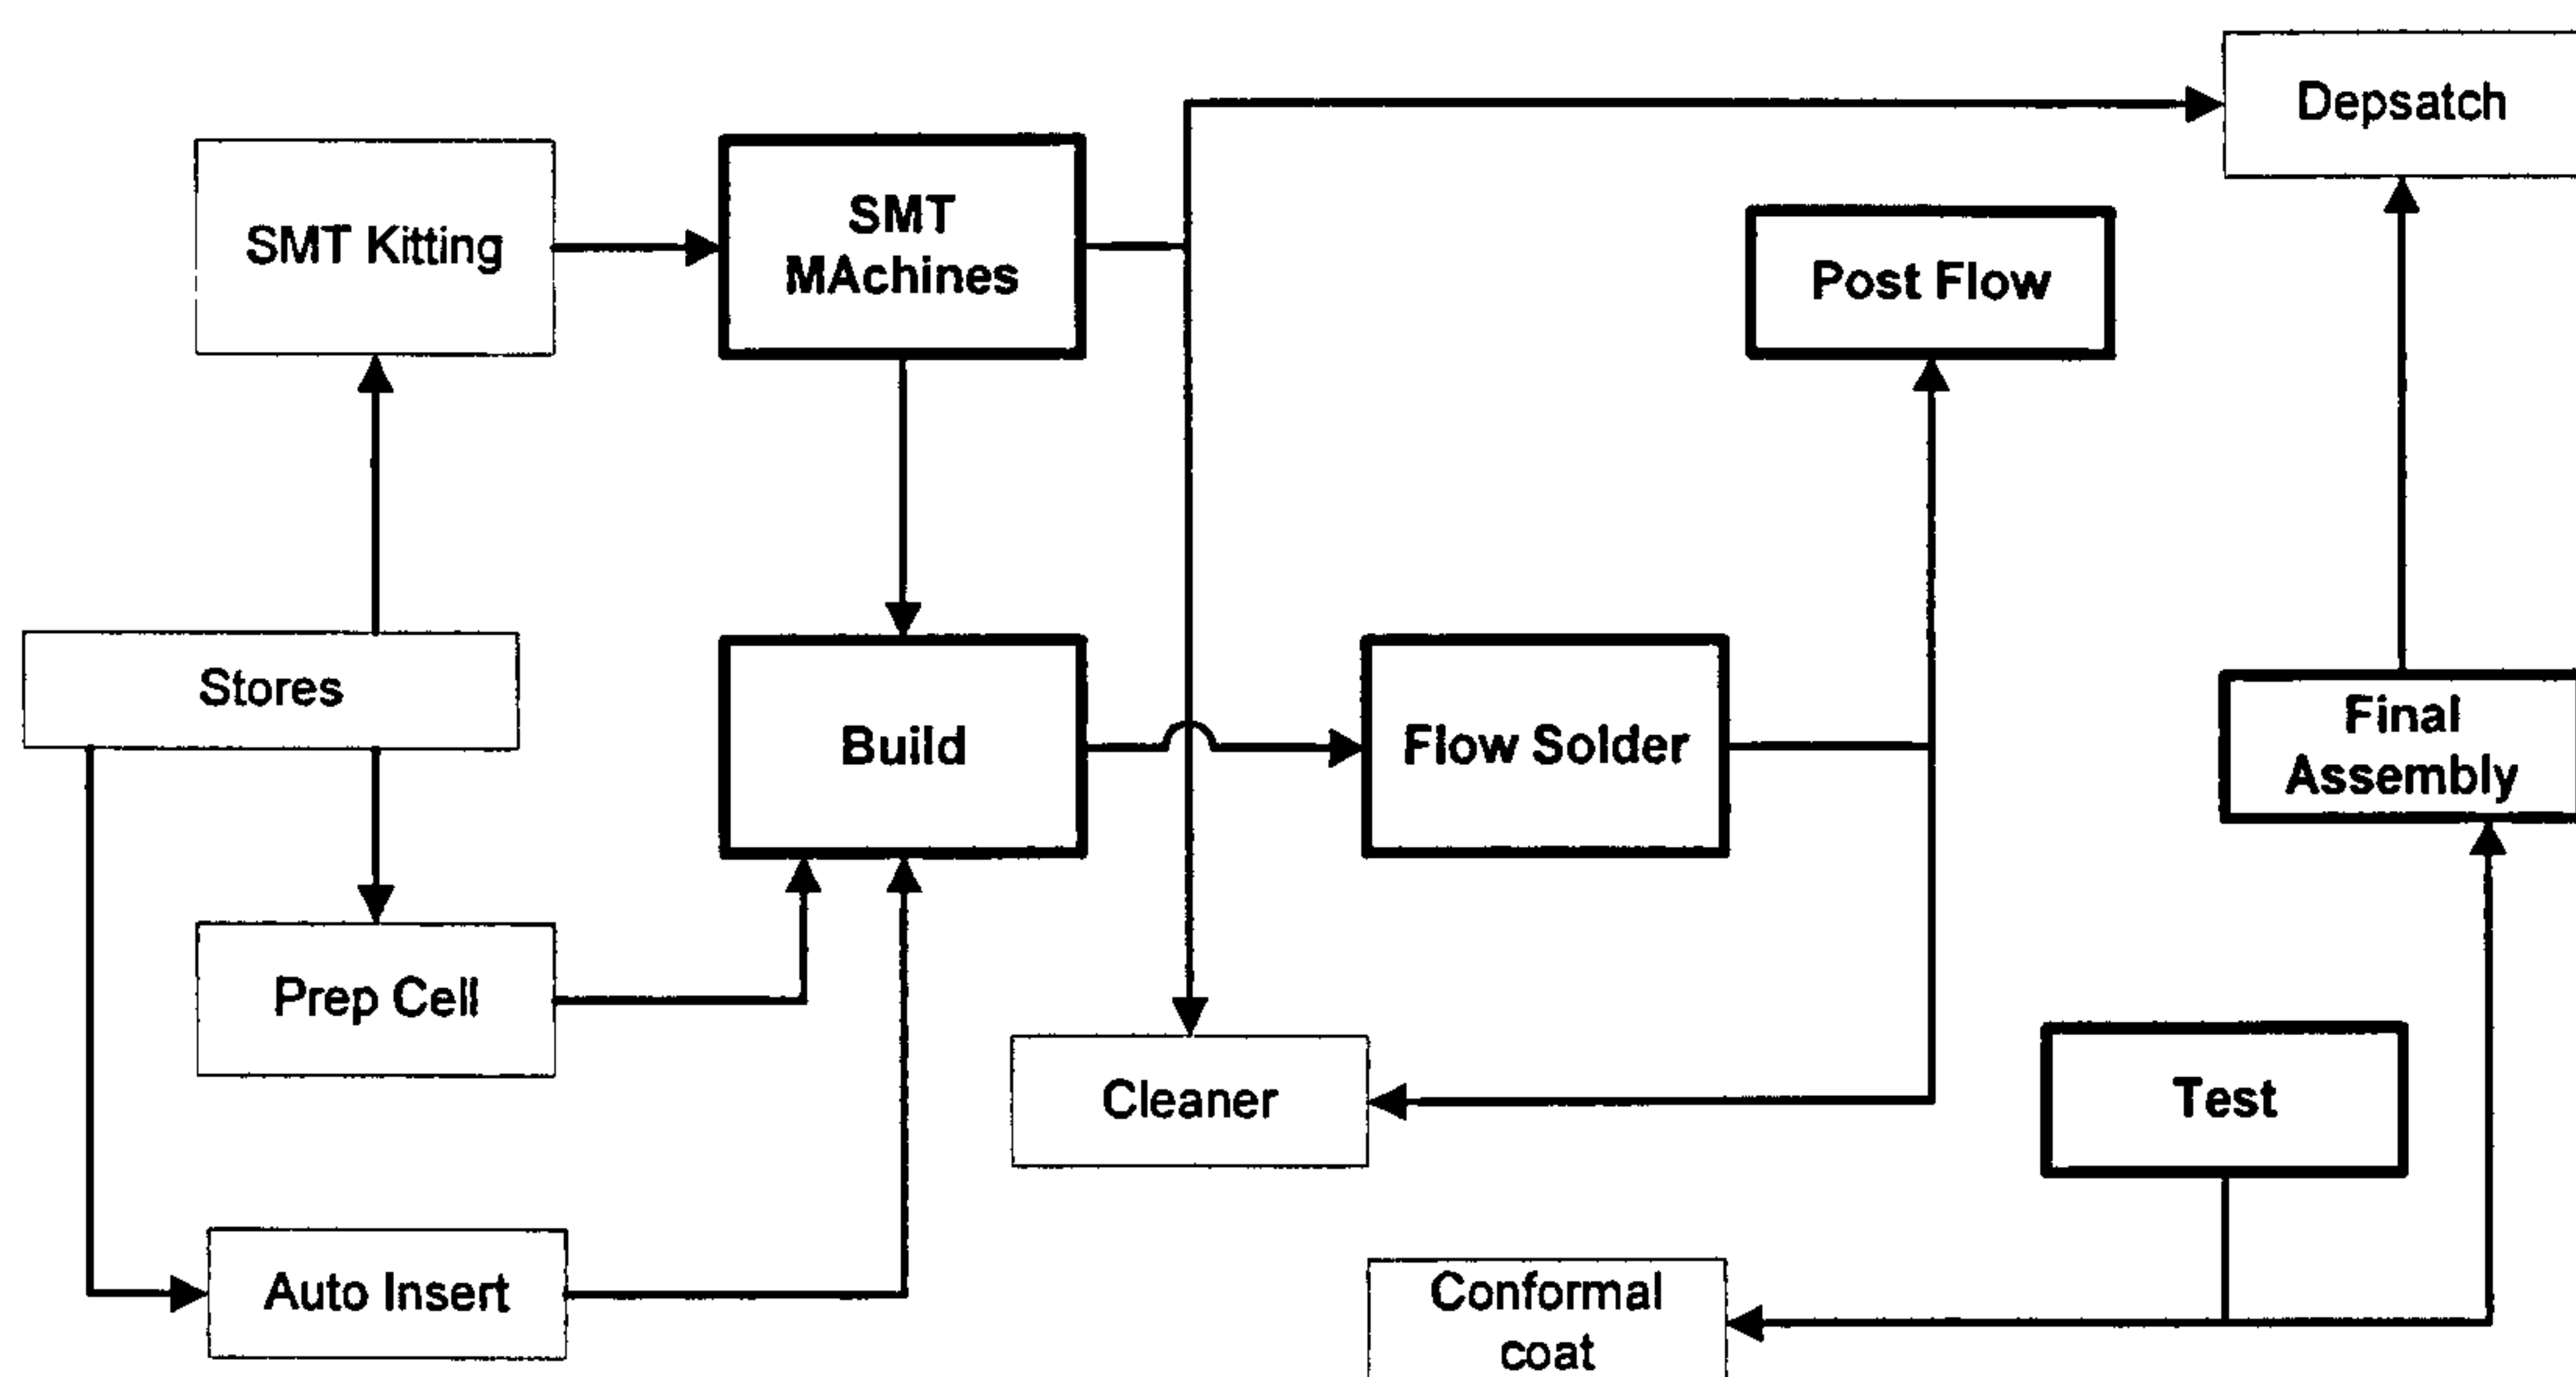 Depsatch
SMT Kitting
SMT
MAchines
Post Flow
Stores
Build
Flow Solder
Final
Assembly
Prep Cell
Cleaner
Test
Auto Insert
Conformal
coat